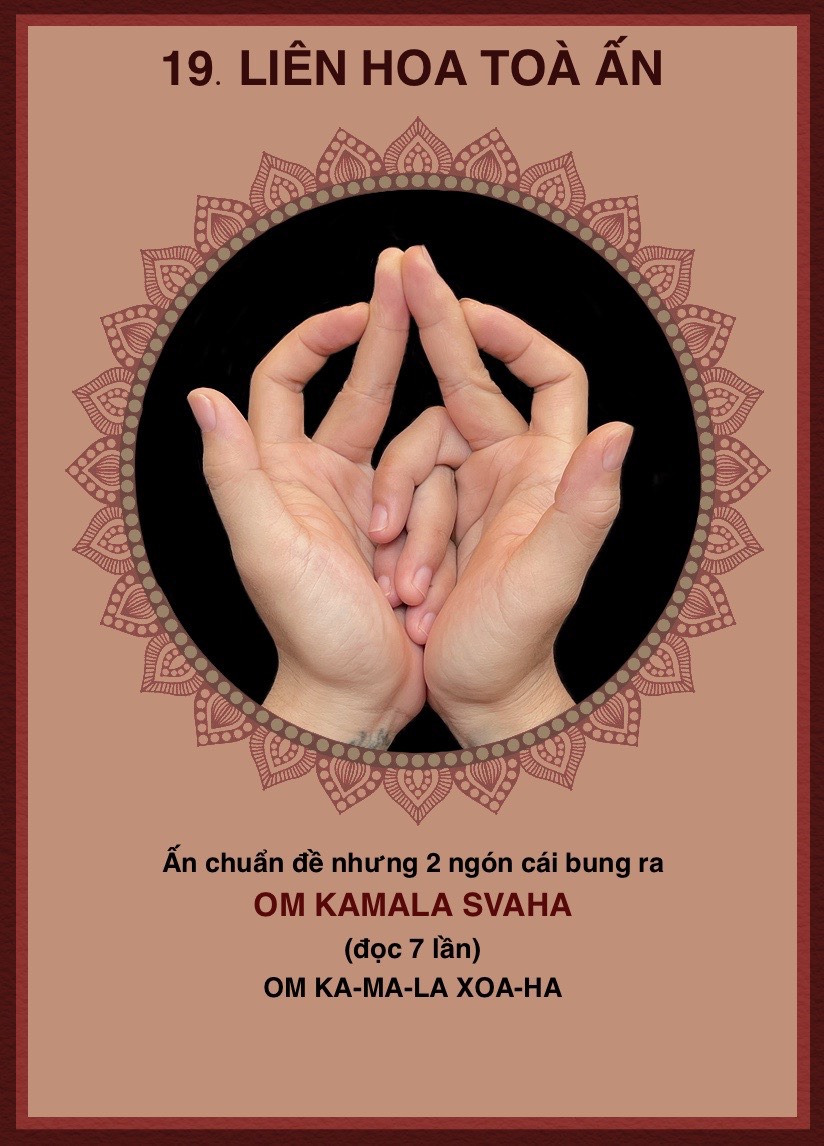 19. LIÊN HOA TOÀ ẤN
Ấn chuẩn đề nhưng 2 ngón cái bung ra
OM KAMALA SVAHA
(đọc 7 lần)
OM KA-MA-LA XOA-HA